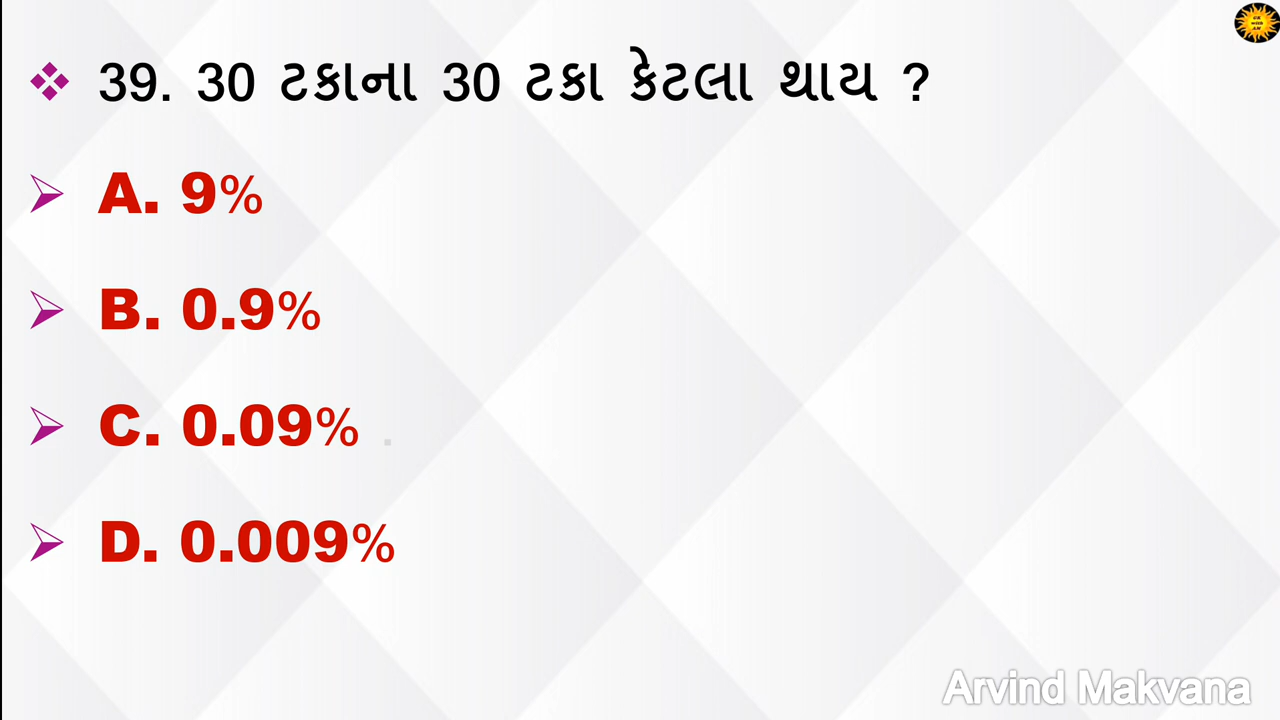 39. 30 ટકાના 30 ટકા કેટલા થાય ?
A. 9%
B. 0.9%
C. 0.09% .
D. 0.009%
Arvind Makvana